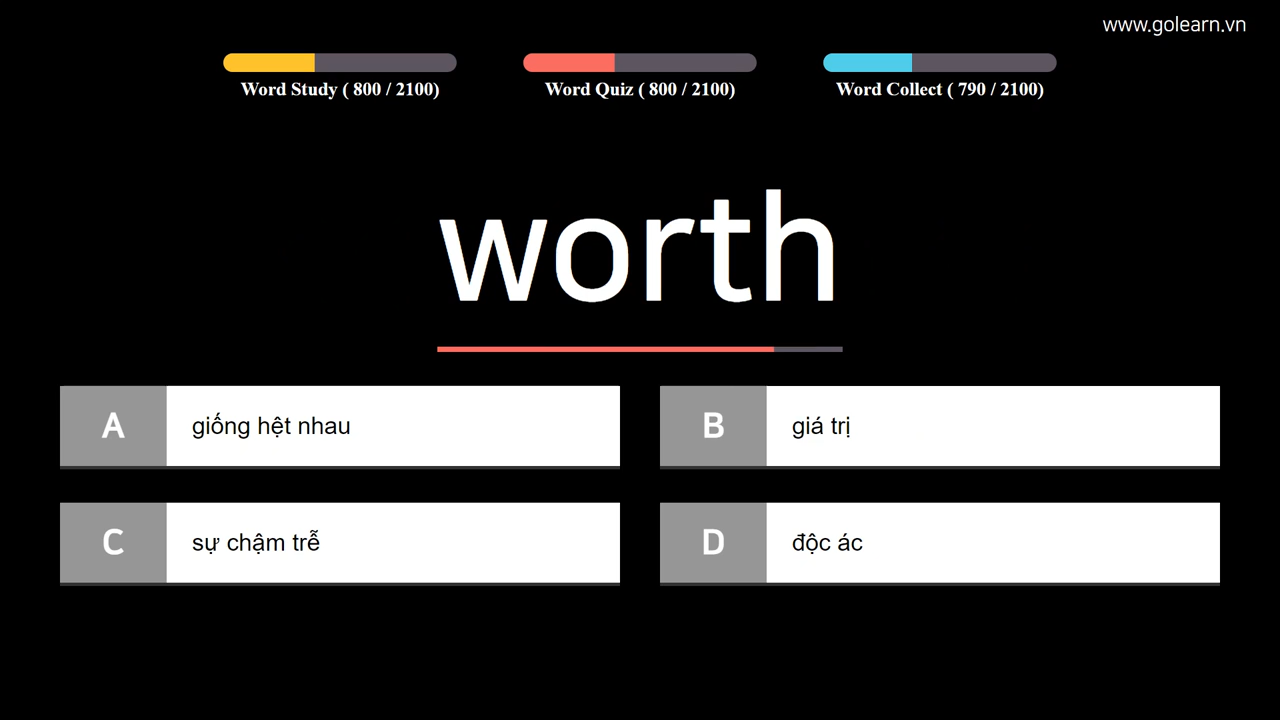 www.golearn.vn
Word Study ( 800 / 2100)
Word Quiz ( 800 / 2100)
Word Collect ( 790 / 2100)
worth
A giống hệt nhau
B giá trị
C sự chậm trễ
D độc ác